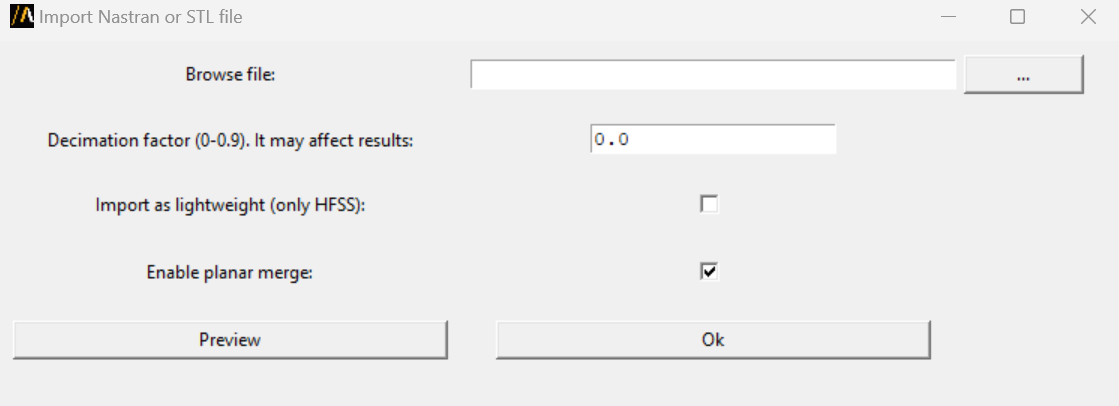 Import Nastran or STL file
Browse file:
...
Decimation factor (0-0.9). It may affect results:
0.0
Import as lightweight (only HFSS):
Enable planar merge:
Preview
Ok